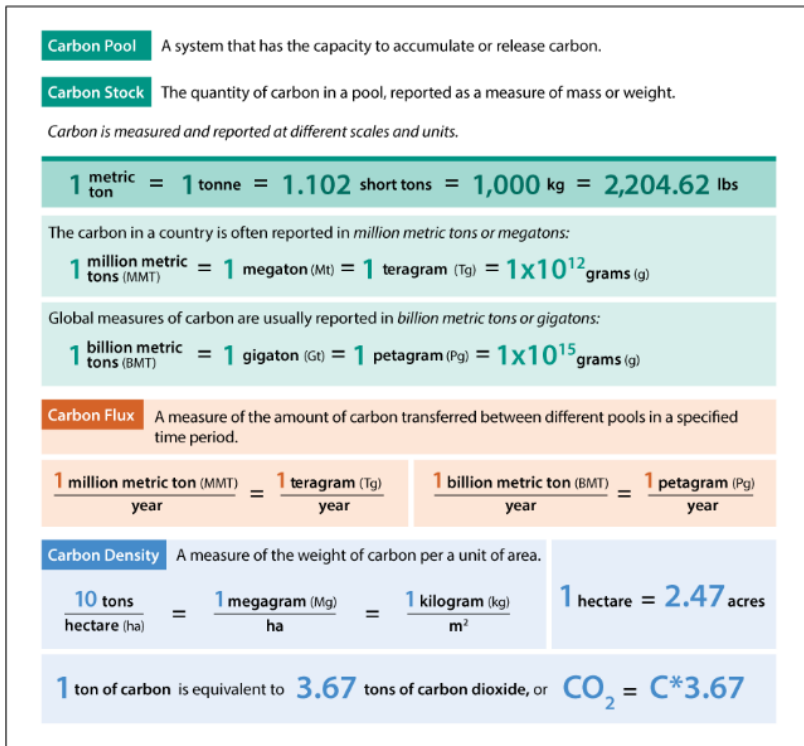 Carbon Pool A system that has the capacity to accumulate or release carbon.
Carbon Stock The quantity of carbon in a pool, reported as a measure of mass or weight.
Carbon is measured and reported at different scales and units.
1 metric ton = 1 tonne = 1.102 short tons = 1,000 kg = 2,204.62 lbs
The carbon in a country is often reported in million metric tons or megatons:
1 million metric tons (MMT) = 1 megaton (Mt) = 1 teragram (Tg) = 1x10¹² grams (g)
Global measures of carbon are usually reported in billion metric tons or gigatons:
1 billion metric tons (BMT) = 1 gigaton (Gt) = 1 petagram (Pg) = 1x10¹⁵ grams (g)
Carbon Flux A measure of the amount of carbon transferred between different pools in a specified
time period.
1 million metric ton (MMT) / year = 1 teragram (Tg) / year 1 billion metric ton (BMT) / year = 1 petagram (Pg) / year
Carbon Density A measure of the weight of carbon per a unit of area.
10 tons / hectare (ha) = 1 megagram (Mg) / ha = 1 kilogram (kg) / m²
1 hectare = 2.47 acres
1 ton of carbon is equivalent to 3.67 tons of carbon dioxide, or CO₂ = C*3.67